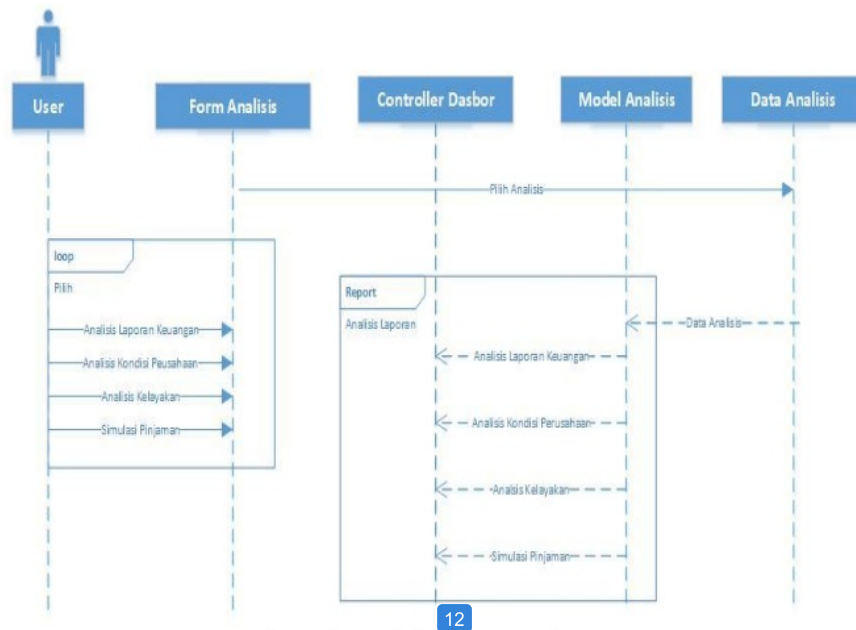 User
Form Analisis
Controller Dasbor
Model Analisis
Data Analisis
Pilih Analisis
loop
Pilih
Analisis Laporan Keuangan
Analisis Kondisi Peusahaan
Analisis Kelayakan
Simulasi Pinjaman
Report
Analisis Laporan
Data Analisis
Analisis Laporan Keuangan
Analisis Kondisi Perusahaan
Analsis Kelayakan
Simulasi Pinjaman
12